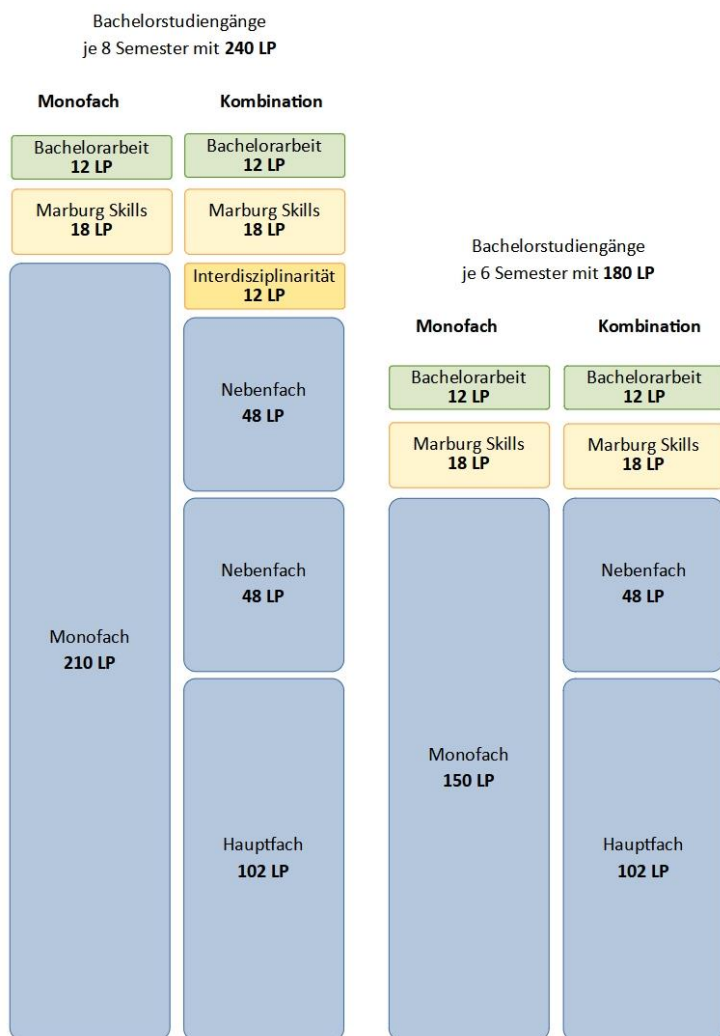 Bachelorstudiengänge
je 8 Semester mit 240 LP
Monofach
Kombination
Bachelorarbeit
12 LP
Marburg Skills
18 LP
Monofach
210 LP
Bachelorarbeit
12 LP
Marburg Skills
18 LP
Interdisziplinarität
12 LP
Nebenfach
48 LP
Nebenfach
48 LP
Hauptfach
102 LP
Bachelorstudiengänge
je 6 Semester mit 180 LP
Monofach
Kombination
Bachelorarbeit
12 LP
Marburg Skills
18 LP
Monofach
150 LP
Bachelorarbeit
12 LP
Marburg Skills
18 LP
Nebenfach
48 LP
Hauptfach
102 LP